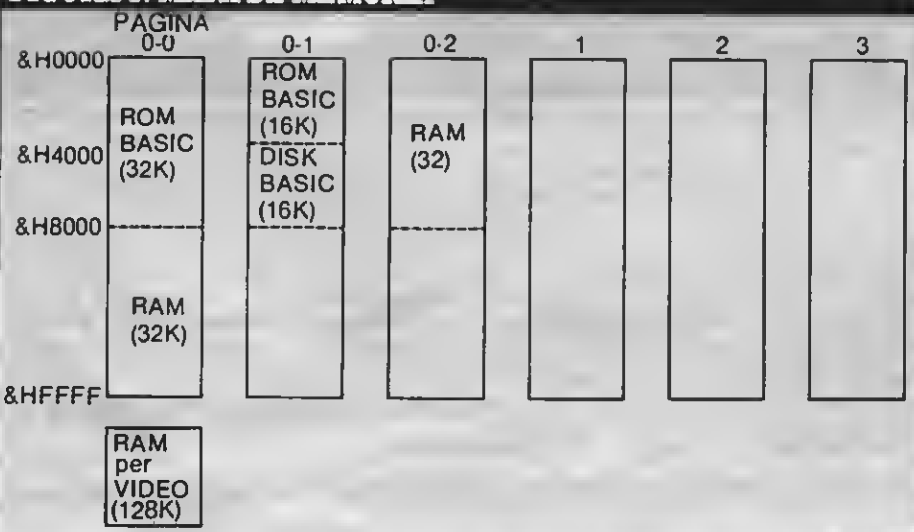 PAGINA
0-0 0-1 0-2 1 2 3
&H0000
ROM
BASIC
(32K)
ROM
BASIC
(16K)
RAM
(32)
&H4000
DISK
BASIC
(16K)
&H8000
RAM
(32K)
&HFFFF
RAM
per
VIDEO
(128K)